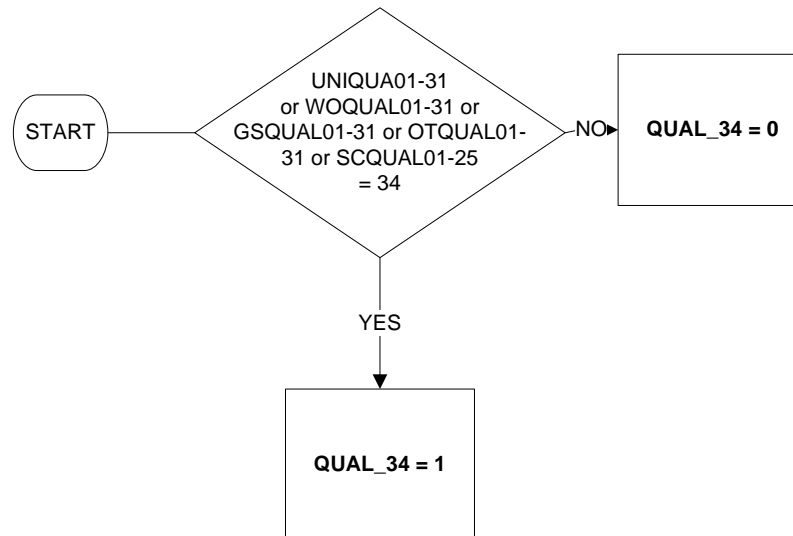 START
UNIQUA01-31
or WOQUAL01-31 or
GSQUAL01-31 or OTQUAL01-
31 or SCQUAL01-25
= 34
NO
QUAL_34 = 0
YES
QUAL_34 = 1